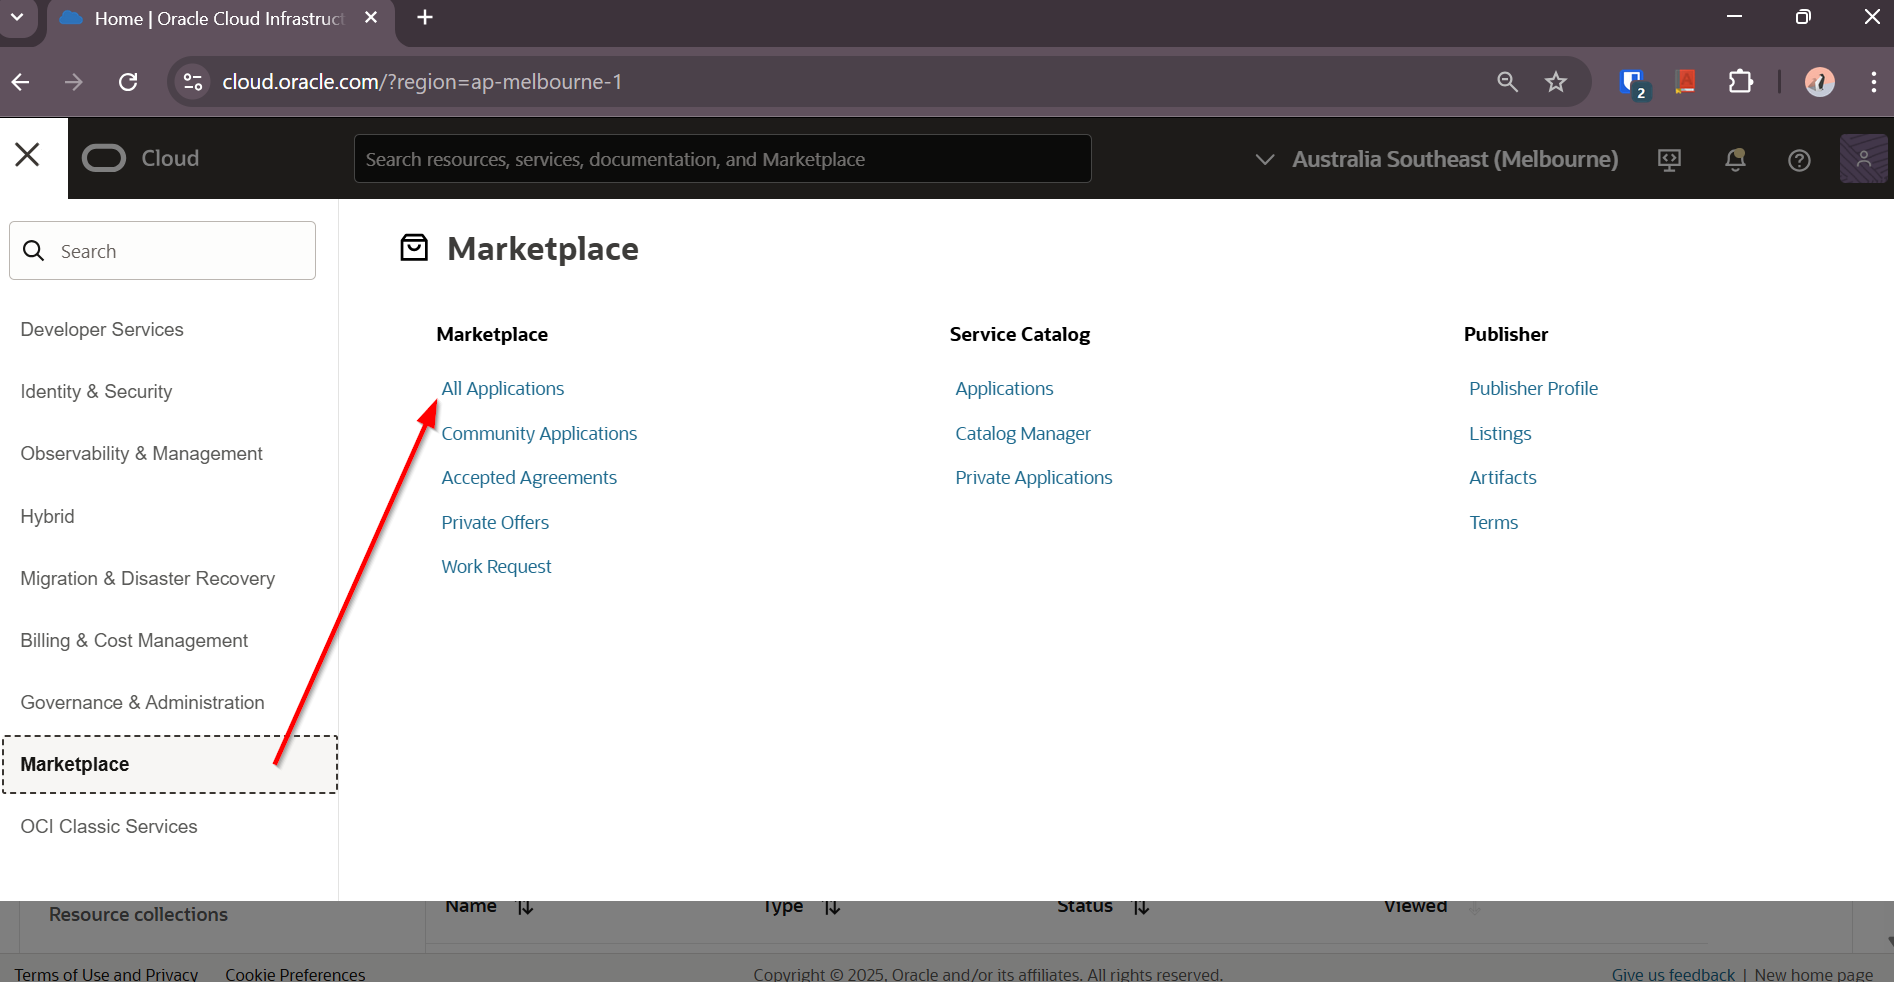 Home | Oracle Cloud Infrastruct
cloud.oracle.com/?region=ap-melbourne-1
2
Cloud
Search resources, services, documentation, and Marketplace
Australia Southeast (Melbourne)
Search
Developer Services
Identity & Security
Observability & Management
Hybrid
Migration & Disaster Recovery
Billing & Cost Management
Governance & Administration
Marketplace
OCI Classic Services
Marketplace
Marketplace
All Applications
Community Applications
Accepted Agreements
Private Offers
Work Request
Service Catalog
Applications
Catalog Manager
Private Applications
Publisher
Publisher Profile
Listings
Artifacts
Terms
Resource collections
Name Type Status Viewed
Terms of Use and Privacy Cookie Preferences
Copyright © 2025, Oracle and/or its affiliates. All rights reserved.
Give us feedback | New home page